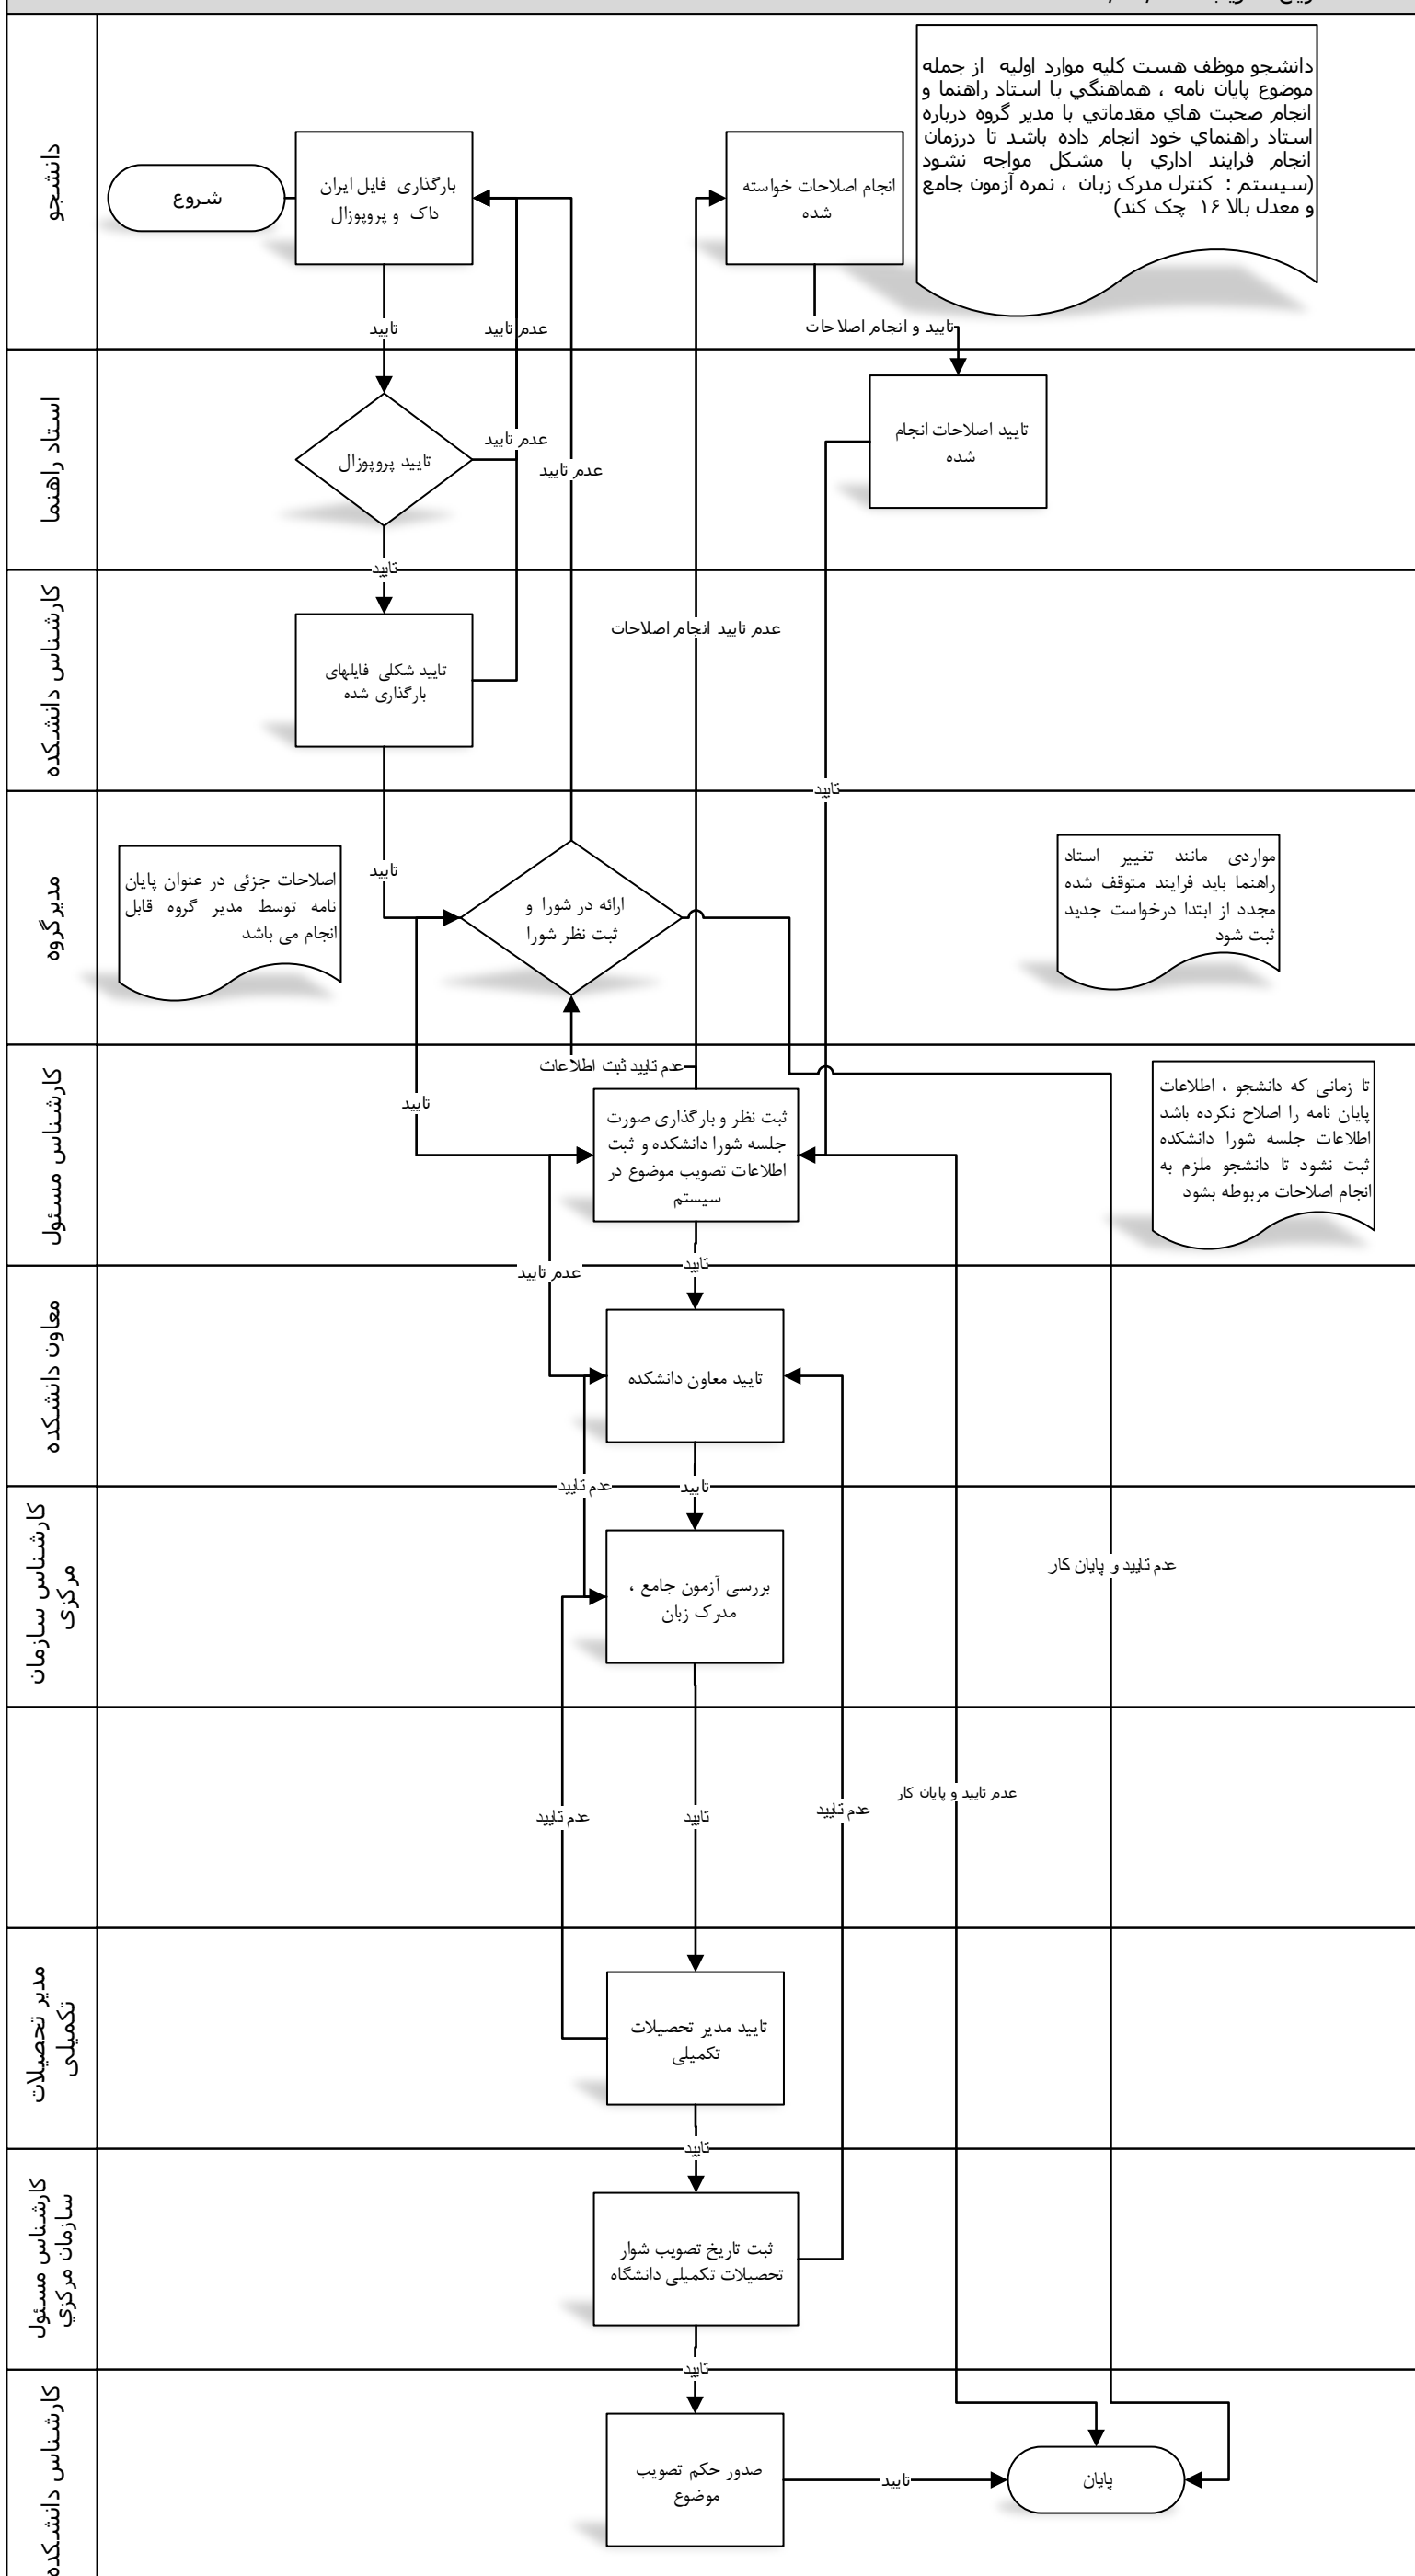 دانشجو موظف هست کلیه موارد اولیه از جمله
موضوع پایان نامه ، هماهنگي با استاد راهنما و
انجام صحبت هاي مقدماتي با مدیر گروه درباره
استاد راهنماي خود انجام داده باشد تا درزمان
انجام فرایند اداري با مشکل مواجه نشود
(سیستم : کنترل مدرک زبان ، نمره آزمون جامع
و معدل بالا ۱۶ چک کند)
دانشجو
شروع
بارگذاری فایل ایران
داک و پروپوزال
انجام اصلاحات خواسته
شده
تایید
عدم تایید
تایید و انجام اصلاحات
استاد راهنما
تایید پروپوزال
عدم تایید
عدم تایید
تایید اصلاحات انجام
شده
تایید
کارشناس دانشکده
تایید شکلی فایلهای
بارگذاری شده
عدم تایید انجام اصلاحات
تایید
مدیرگروه
اصلاحات جزئی در عنوان پایان
نامه توسط مدیر گروه قابل
انجام می باشد
تایید
ارائه در شورا و
ثبت نظر شورا
مواردی مانند تغییر استاد
راهنما باید فرایند متوقف شده
مجدد از ابتدا درخواست جدید
ثبت شود
کارشناس مسئول
عدم تایید ثبت اطلاعات
تایید
ثبت نظر و بارگذاری صورت
جلسه شورا دانشکده و ثبت
اطلاعات تصویب موضوع در
سیستم
تا زمانی که دانشجو ، اطلاعات
پایان نامه را اصلاح نکرده باشد
اطلاعات جلسه شورا دانشکده
ثبت نشود تا دانشجو ملزم به
انجام اصلاحات مربوطه بشود
عدم تایید
تایید
معاون دانشکده
تایید معاون دانشکده
عدم تایید
تایید
کارشناس سازمان
مرکزی
بررسی آزمون جامع ،
مدرک زبان
عدم تایید و پایان کار
عدم تایید
تایید
عدم تایید
عدم تایید و پایان کار
مدیر تحصیلات
تکمیلی
تایید مدیر تحصیلات
تکمیلی
تایید
کارشناس مسئول
سازمان مرکزي
ثبت تاریخ تصویب شوار
تحصیلات تکمیلی دانشگاه
تایید
کارشناس دانشکده
صدور حکم تصویب
موضوع
تایید
پایان